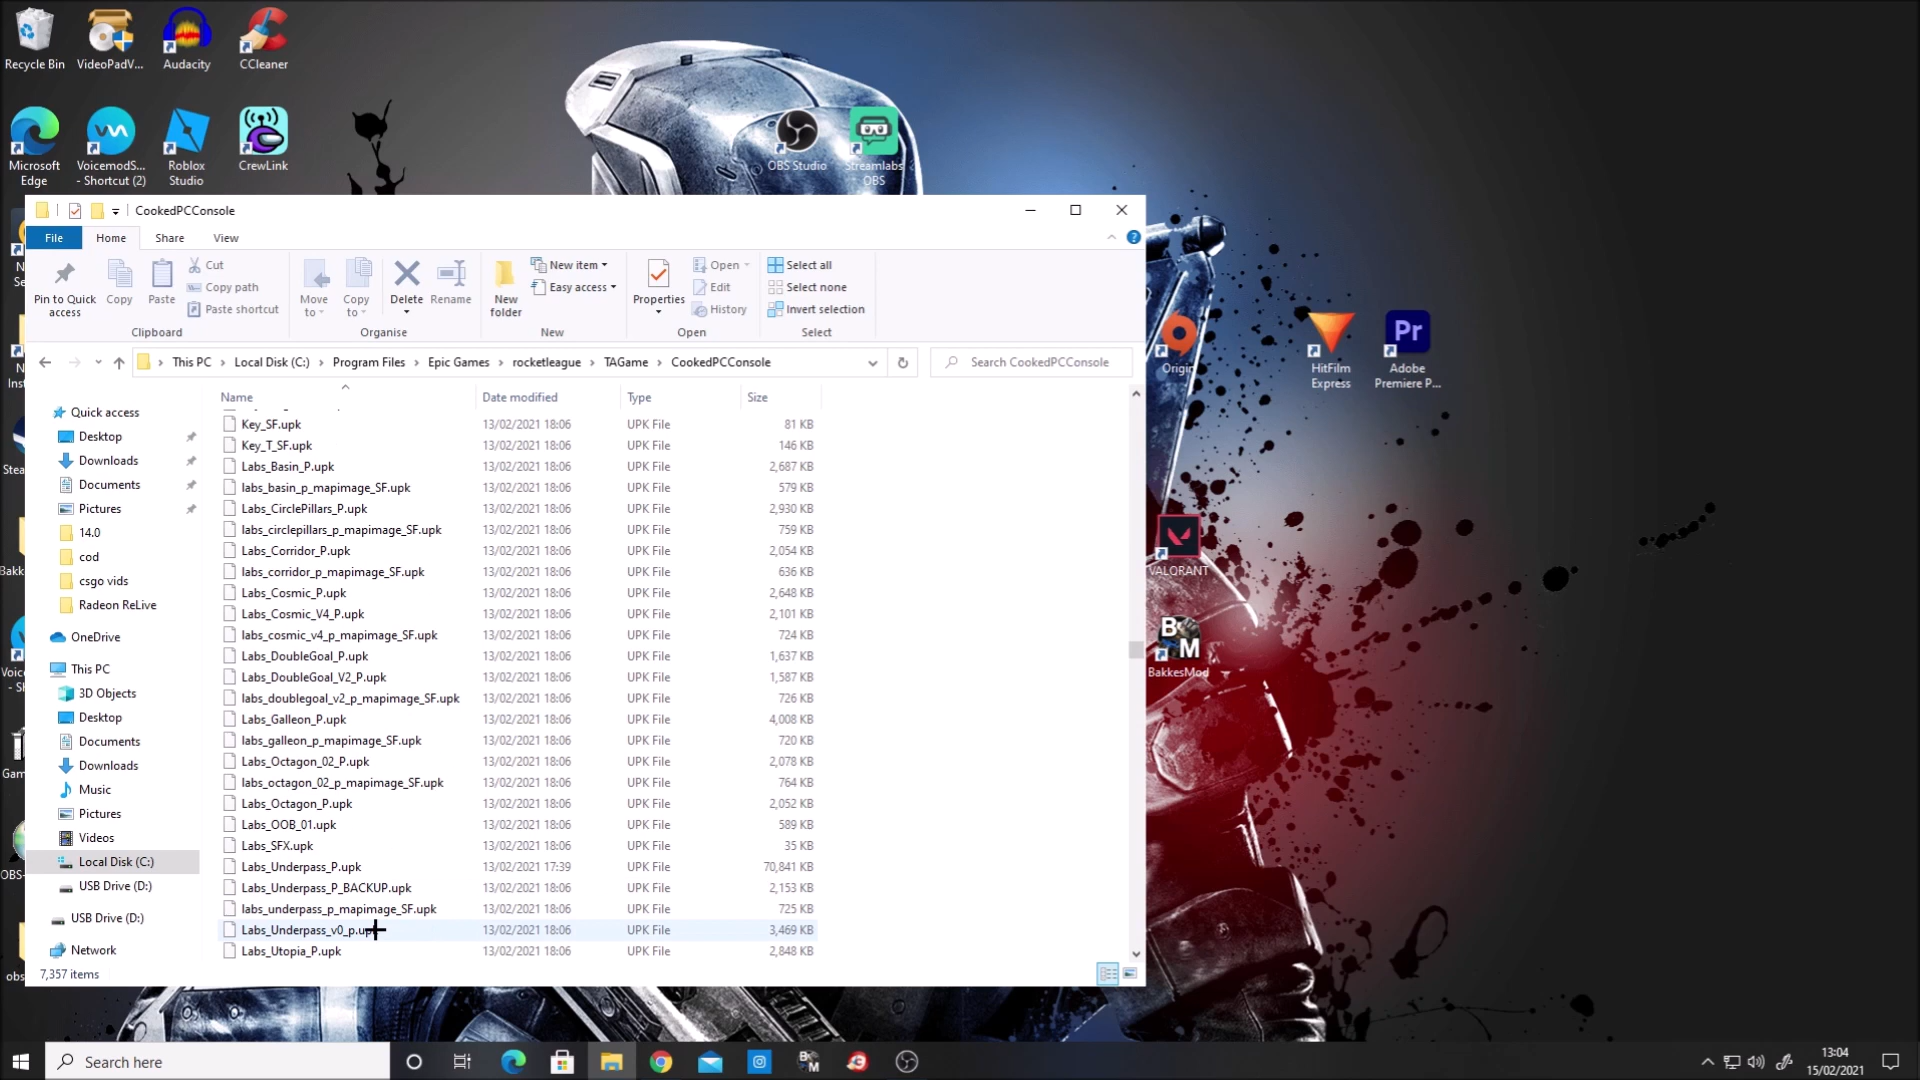 Recycle Bin
VideoPadV...
Audacity
CCleaner
Microsoft Edge
VoicemodS... - Shortcut (2)
Roblox Studio
CrewLink
OBS Studio
Streamlabs OBS
CookedPCConsole
File
Home
Share
View
Pin to Quick access
Copy
Paste
Cut
Copy path
Paste shortcut
Clipboard
Move to
Copy to
Delete
Rename
Organise
New folder
New item
Easy access
New
Properties
Open
Edit
History
Open
Select all
Select none
Invert selection
Select
This PC > Local Disk (C:) > Program Files > Epic Games > rocketleague > TAGame > CookedPCConsole
Search CookedPCConsole
Origin
HitFilm Express
Adobe Premiere P...
Pr
VALORANT
BM
BakkesMod
Quick access
Desktop
Downloads
Documents
Pictures
14.0
cod
csgo vids
Radeon ReLive
OneDrive
This PC
3D Objects
Desktop
Documents
Downloads
Music
Pictures
Videos
Local Disk (C:)
USB Drive (D:)
USB Drive (D:)
Network
Name Date modified Type Size
Key_SF.upk 13/02/2021 18:06 UPK File 81 KB
Key_T_SF.upk 13/02/2021 18:06 UPK File 146 KB
Labs_Basin_P.upk 13/02/2021 18:06 UPK File 2,687 KB
labs_basin_p_mapimage_SF.upk 13/02/2021 18:06 UPK File 579 KB
Labs_CirclePillars_P.upk 13/02/2021 18:06 UPK File 2,930 KB
labs_circlepillars_p_mapimage_SF.upk 13/02/2021 18:06 UPK File 759 KB
Labs_Corridor_P.upk 13/02/2021 18:06 UPK File 2,054 KB
labs_corridor_p_mapimage_SF.upk 13/02/2021 18:06 UPK File 636 KB
Labs_Cosmic_P.upk 13/02/2021 18:06 UPK File 2,648 KB
Labs_Cosmic_V4_P.upk 13/02/2021 18:06 UPK File 2,101 KB
labs_cosmic_v4_p_mapimage_SF.upk 13/02/2021 18:06 UPK File 724 KB
Labs_DoubleGoal_P.upk 13/02/2021 18:06 UPK File 1,637 KB
Labs_DoubleGoal_V2_P.upk 13/02/2021 18:06 UPK File 1,587 KB
labs_doublegoal_v2_p_mapimage_SF.upk 13/02/2021 18:06 UPK File 726 KB
Labs_Galleon_P.upk 13/02/2021 18:06 UPK File 4,008 KB
labs_galleon_p_mapimage_SF.upk 13/02/2021 18:06 UPK File 720 KB
Labs_Octagon_02_P.upk 13/02/2021 18:06 UPK File 2,078 KB
labs_octagon_02_p_mapimage_SF.upk 13/02/2021 18:06 UPK File 764 KB
Labs_Octagon_P.upk 13/02/2021 18:06 UPK File 2,052 KB
Labs_OOB_01.upk 13/02/2021 18:06 UPK File 589 KB
Labs_SFX.upk 13/02/2021 18:06 UPK File 35 KB
Labs_Underpass_P.upk 13/02/2021 17:39 UPK File 70,841 KB
Labs_Underpass_P_BACKUP.upk 13/02/2021 18:06 UPK File 2,153 KB
labs_underpass_p_mapimage_SF.upk 13/02/2021 18:06 UPK File 725 KB
Labs_Underpass_v0_p.upk 13/02/2021 18:06 UPK File 3,469 KB
Labs_Utopia_P.upk 13/02/2021 18:06 UPK File 2,848 KB
7,357 items
Search here
13:04
15/02/2021